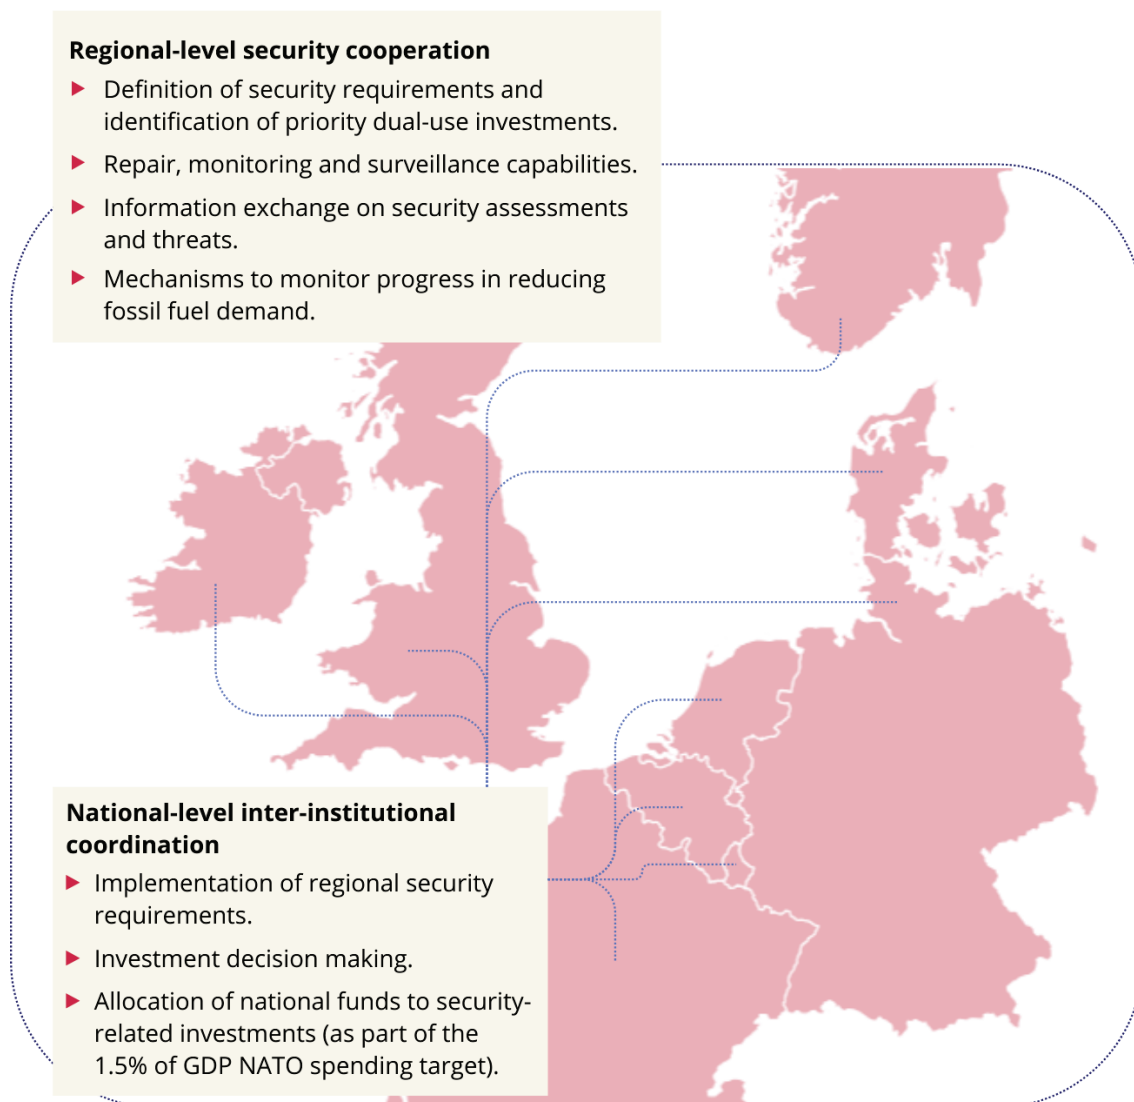 Regional-level security cooperation
Definition of security requirements and
identification of priority dual-use investments.
Repair, monitoring and surveillance capabilities.
Information exchange on security assessments
and threats.
Mechanisms to monitor progress in reducing
fossil fuel demand.
National-level inter-institutional
coordination
Implementation of regional security
requirements.
Investment decision making.
Allocation of national funds to security-
related investments (as part of the
1.5% of GDP NATO spending target).